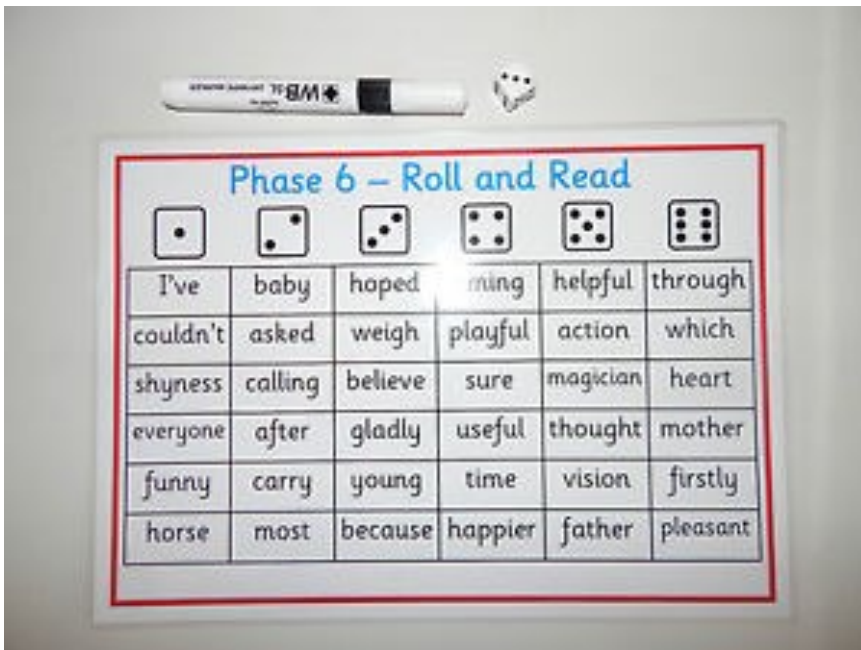 WB
Phase 6 – Roll and Read
I've baby hoped helpful through
couldn't asked weigh playful action which
shyness calling believe sure magician heart
everyone after gladly useful thought mother
funny carry young time vision firstly
horse most because happier father pleasant